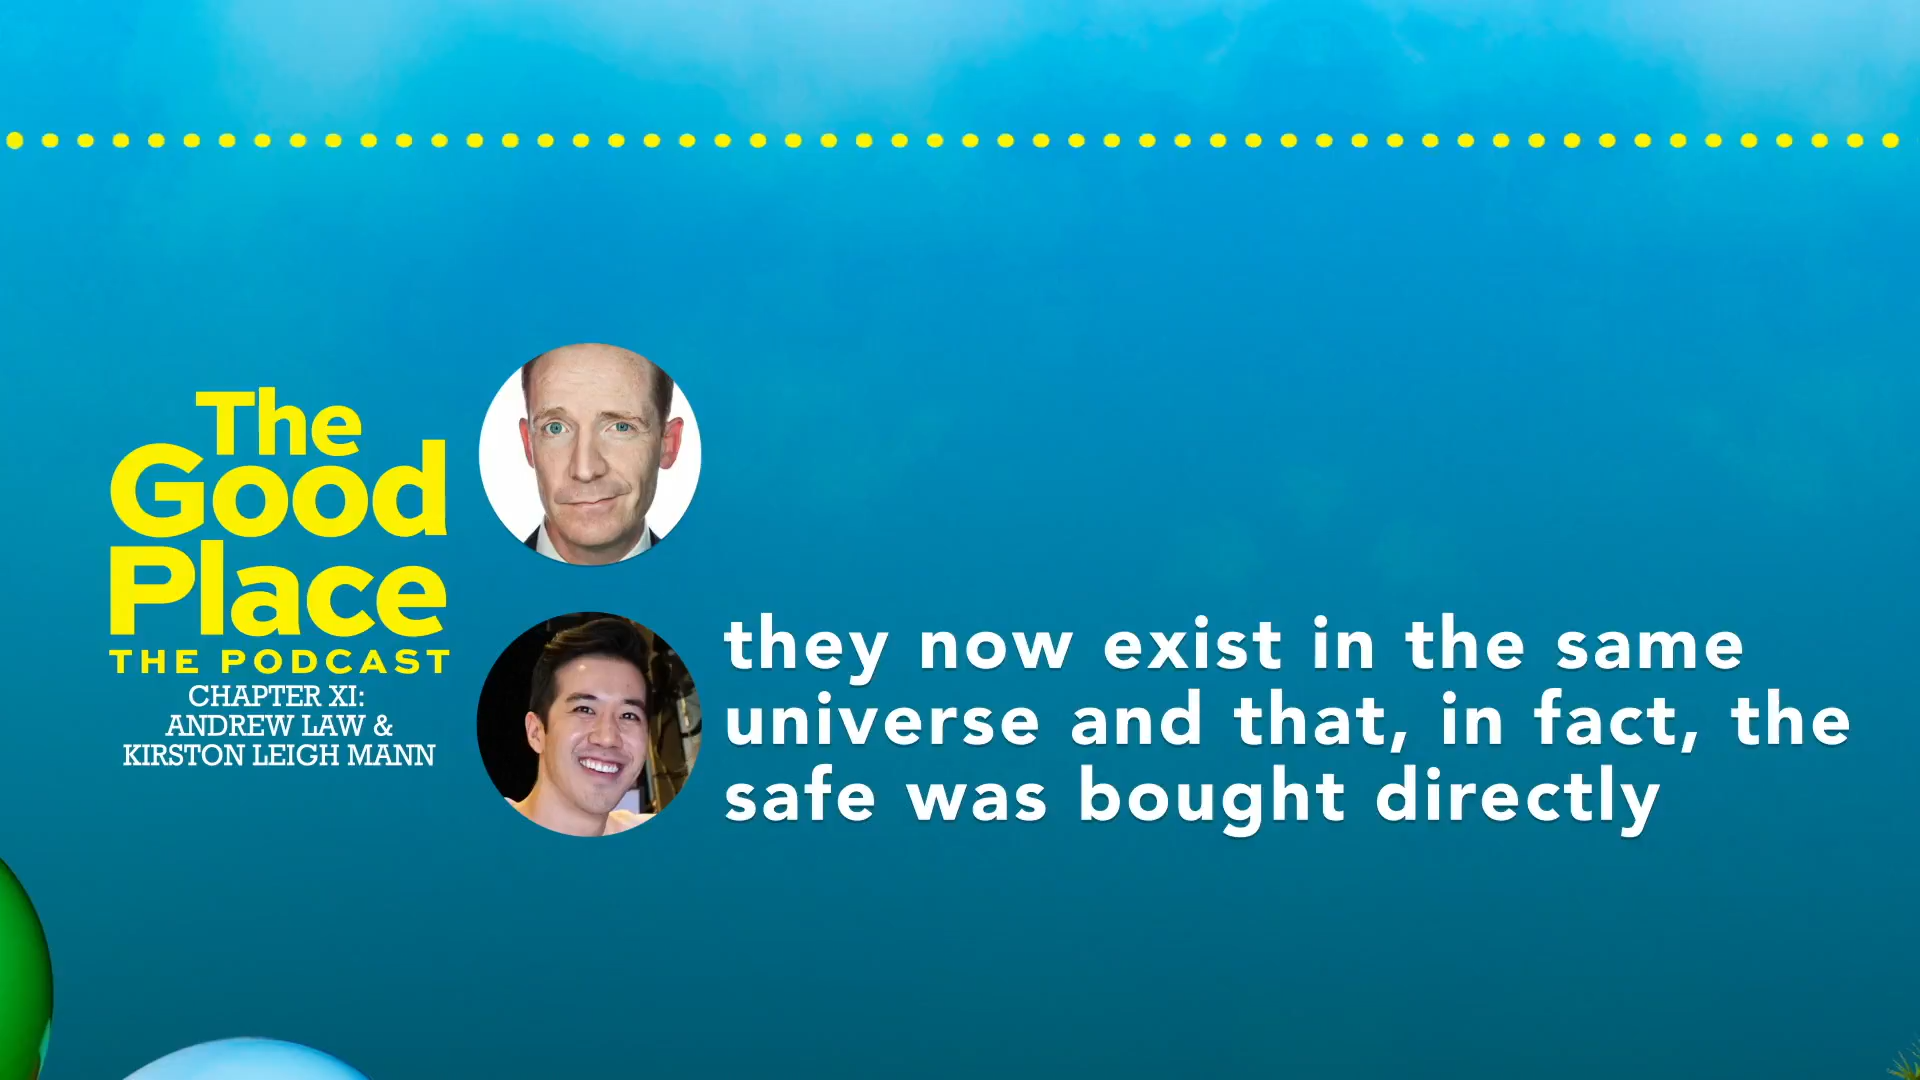 The
Good
Place
THE PODCAST
CHAPTER XI:
ANDREW LAW &
KIRSTON LEIGH MANN
they now exist in the same
universe and that, in fact, the
safe was bought directly